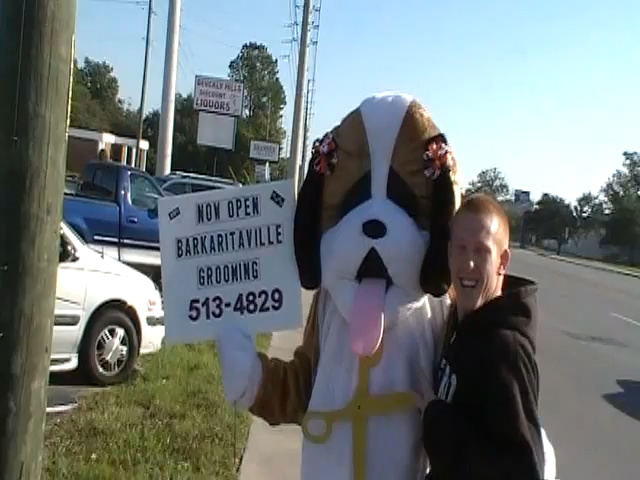 BEVERLY HILLS
DISCOUNT
LIQUORS
NOW OPEN
BARKARITAVILLE
GROOMING
513-4829